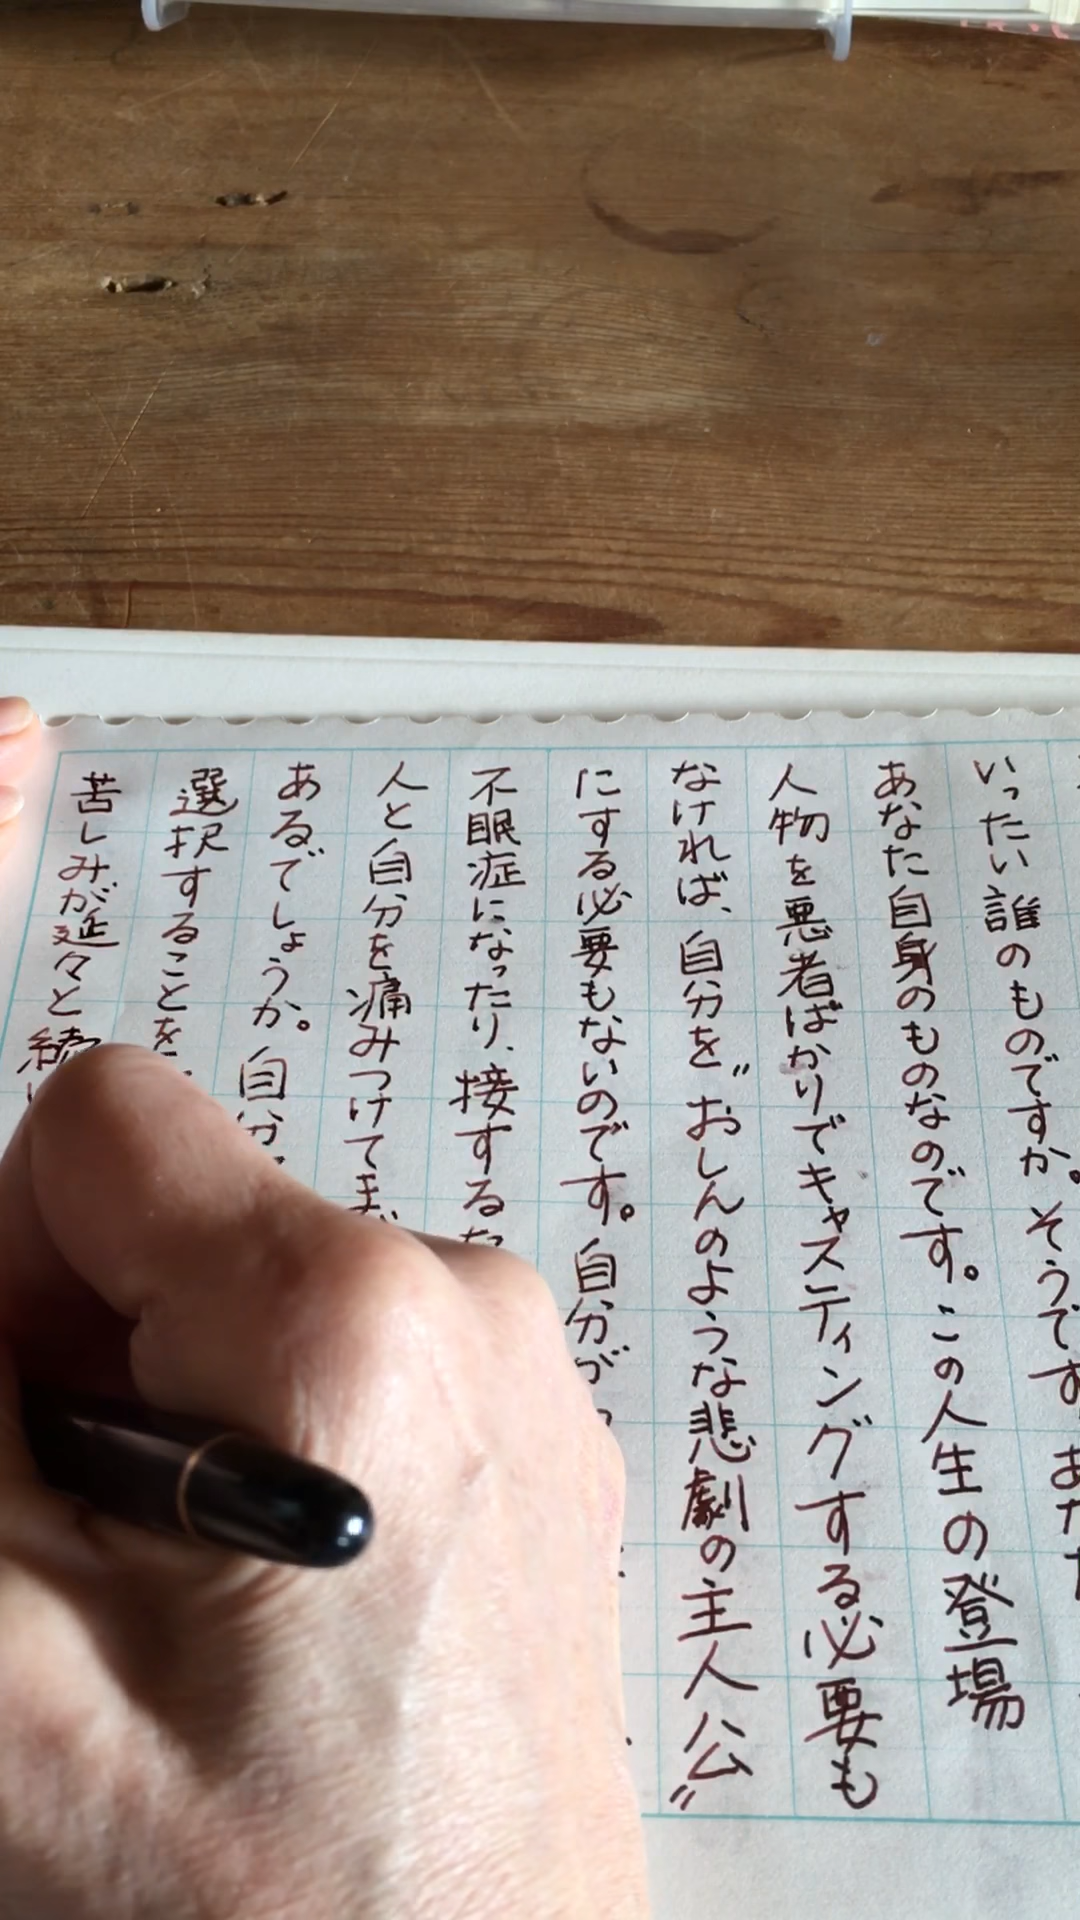 いったい誰のものですか。そうです、あなた
あなた自身のものなのです。この人生の登場
人物を悪者ばかりでキャスティングする必要も
なければ、自分を〝おしんのような悲劇の主人公〟
にする必要もないのです。自分が
不眠症になったり、接するな
人と自分を痛みつけてま
あるでしょうか。自分
選択することを
苦しみが延々と続